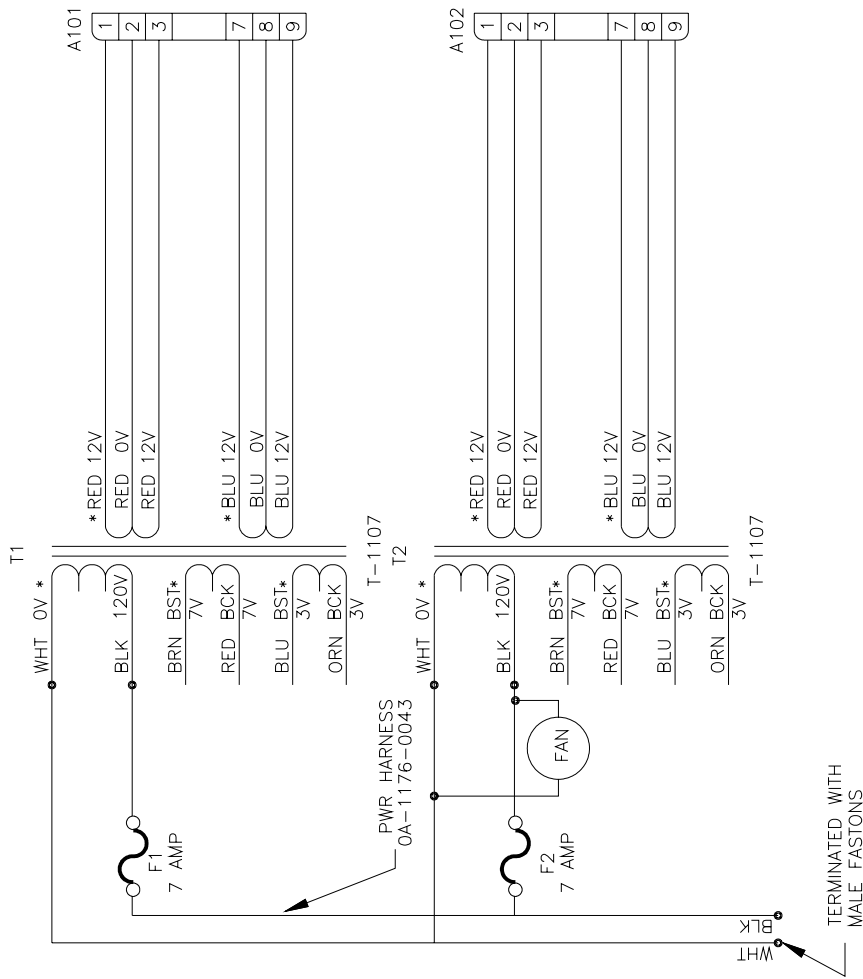 A101
1
2
3
7
8
9
A102
1
2
3
7
8
9
T1
* RED 12V
RED 0V
RED 12V
* BLU 12V
BLU 0V
BLU 12V
WHT 0V *
BLK 120V
BRN BST*
7V
RED BCK
7V
BLU BST*
3V
ORN BCK
3V
T-1107
T2
* RED 12V
RED 0V
RED 12V
* BLU 12V
BLU 0V
BLU 12V
WHT 0V *
BLK 120V
BRN BST*
7V
RED BCK
7V
BLU BST*
3V
ORN BCK
3V
T-1107
PWR HARNESS
0A-1176-0043
FAN
F1
7 AMP
F2
7 AMP
BLK
WHT
TERMINATED WITH
MALE FASTONS